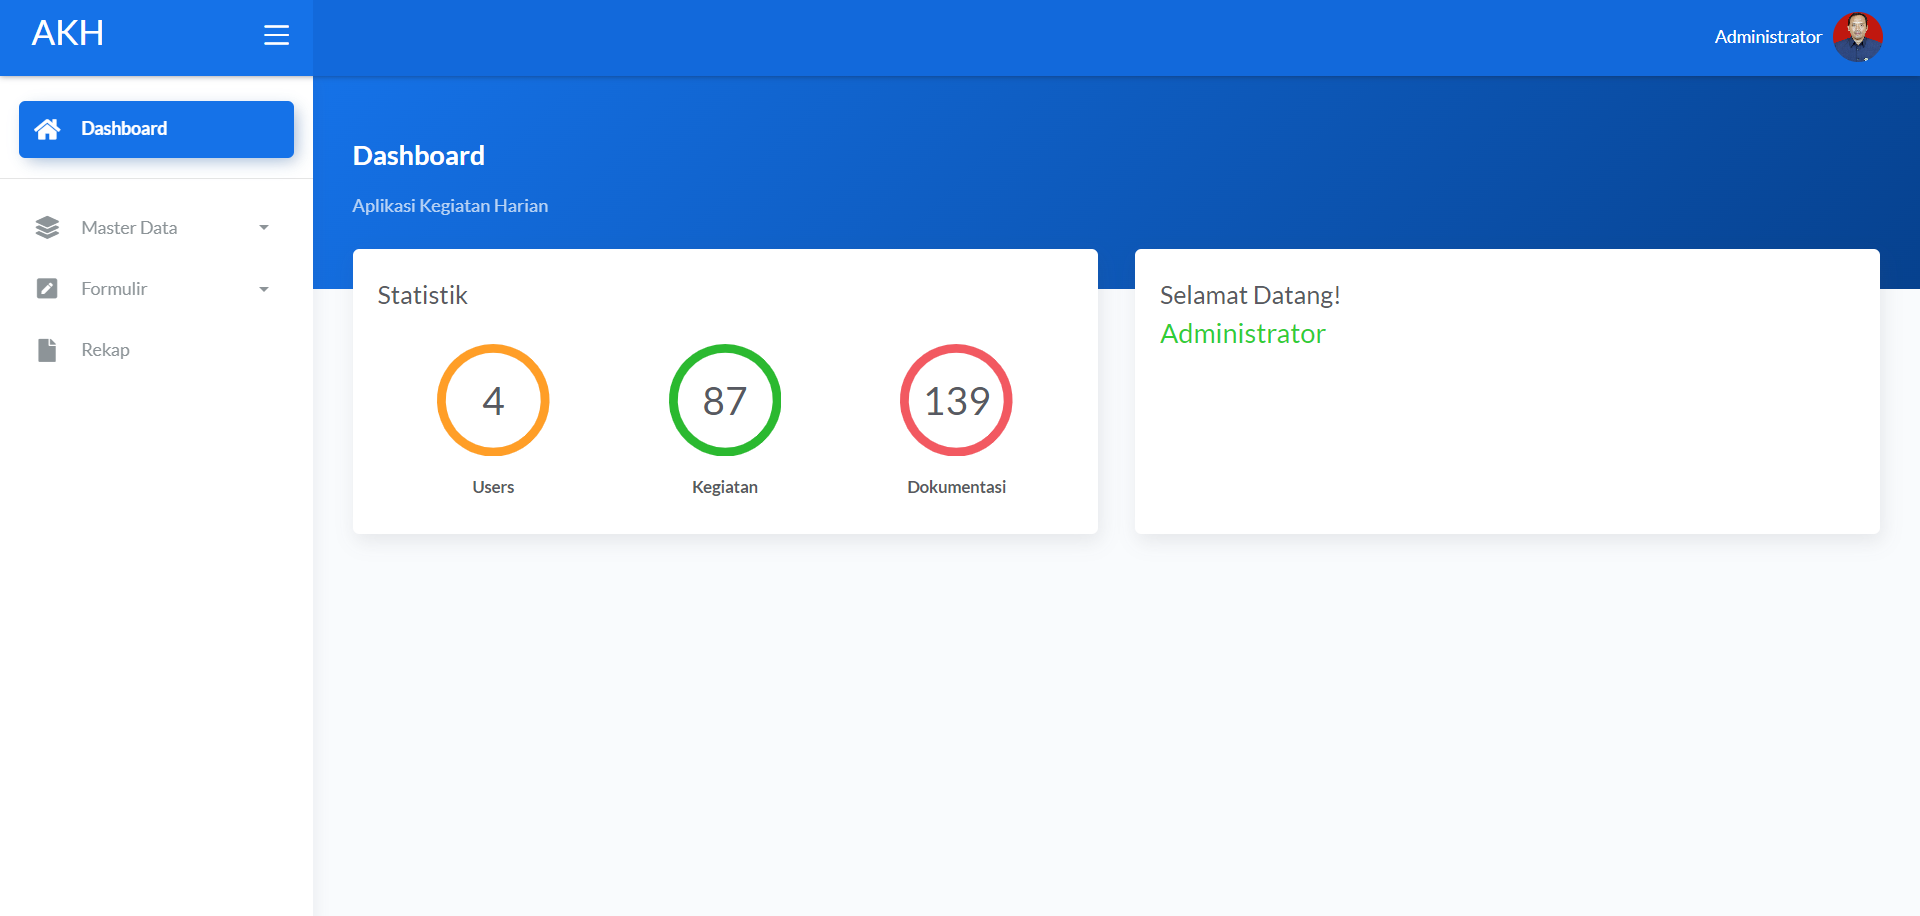 AKH
Administrator
Dashboard
Master Data
Formulir
Rekap
Dashboard
Aplikasi Kegiatan Harian
Statistik
4
Users
87
Kegiatan
139
Dokumentasi
Selamat Datang!
Administrator